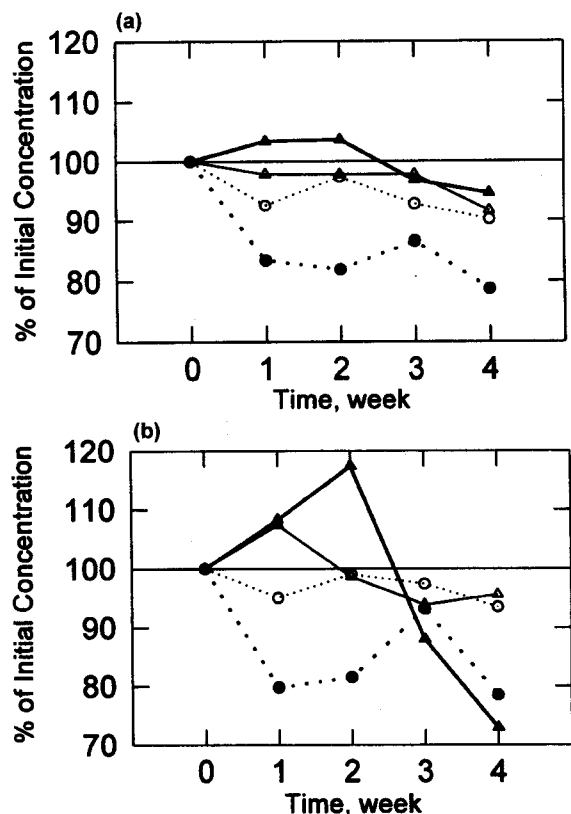 (a)
120
110
100
90
80
70
% of Initial Concentration
0 1 2 3 4
Time, week
(b)
120
110
100
90
80
70
% of Initial Concentration
0 1 2 3 4
Time, week